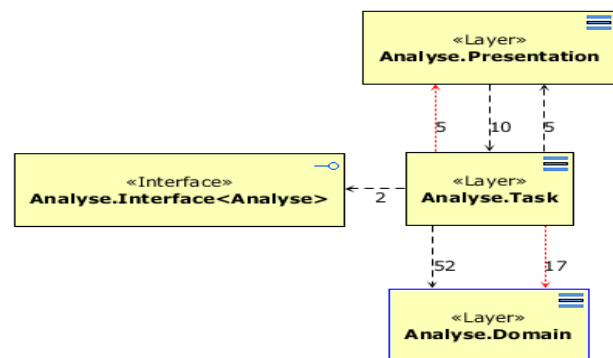 «Layer»
Analyse.Presentation
5
10
5
«Interface»
Analyse.Interface<Analyse>
2
«Layer»
Analyse.Task
52
17
«Layer»
Analyse.Domain